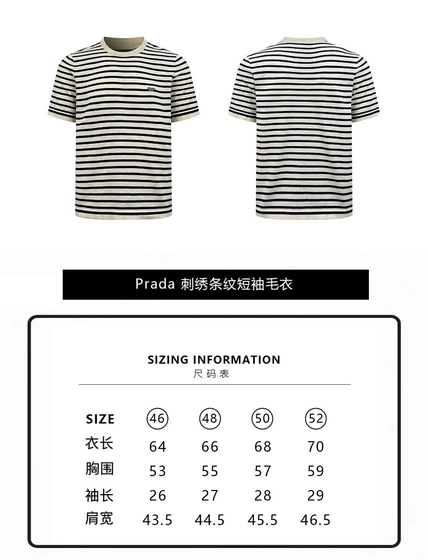 Prada 刺绣条纹短袖毛衣
SIZING INFORMATION
尺码表
SIZE 46 48 50 52
衣长 64 66 68 70
胸围 53 55 57 59
袖长 26 27 28 29
肩宽 43.5 44.5 45.5 46.5